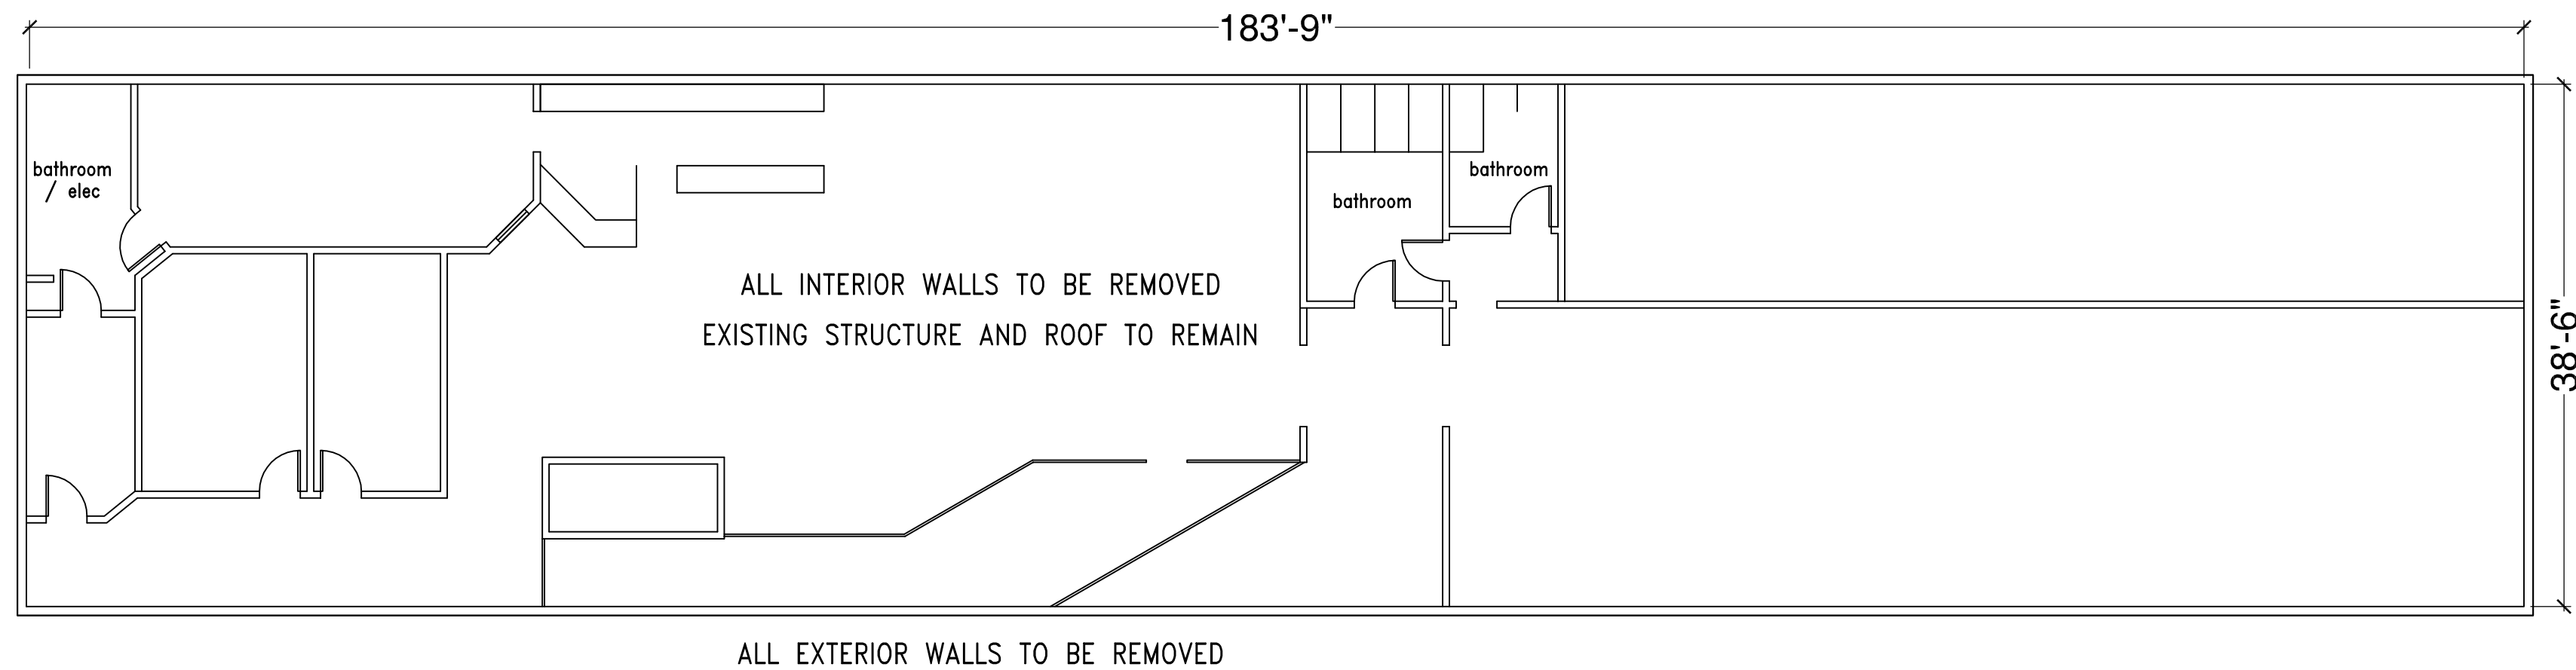 183'-9"
bathroom
/ elec
bathroom
bathroom
ALL INTERIOR WALLS TO BE REMOVED
EXISTING STRUCTURE AND ROOF TO REMAIN
38'-6"
ALL EXTERIOR WALLS TO BE REMOVED